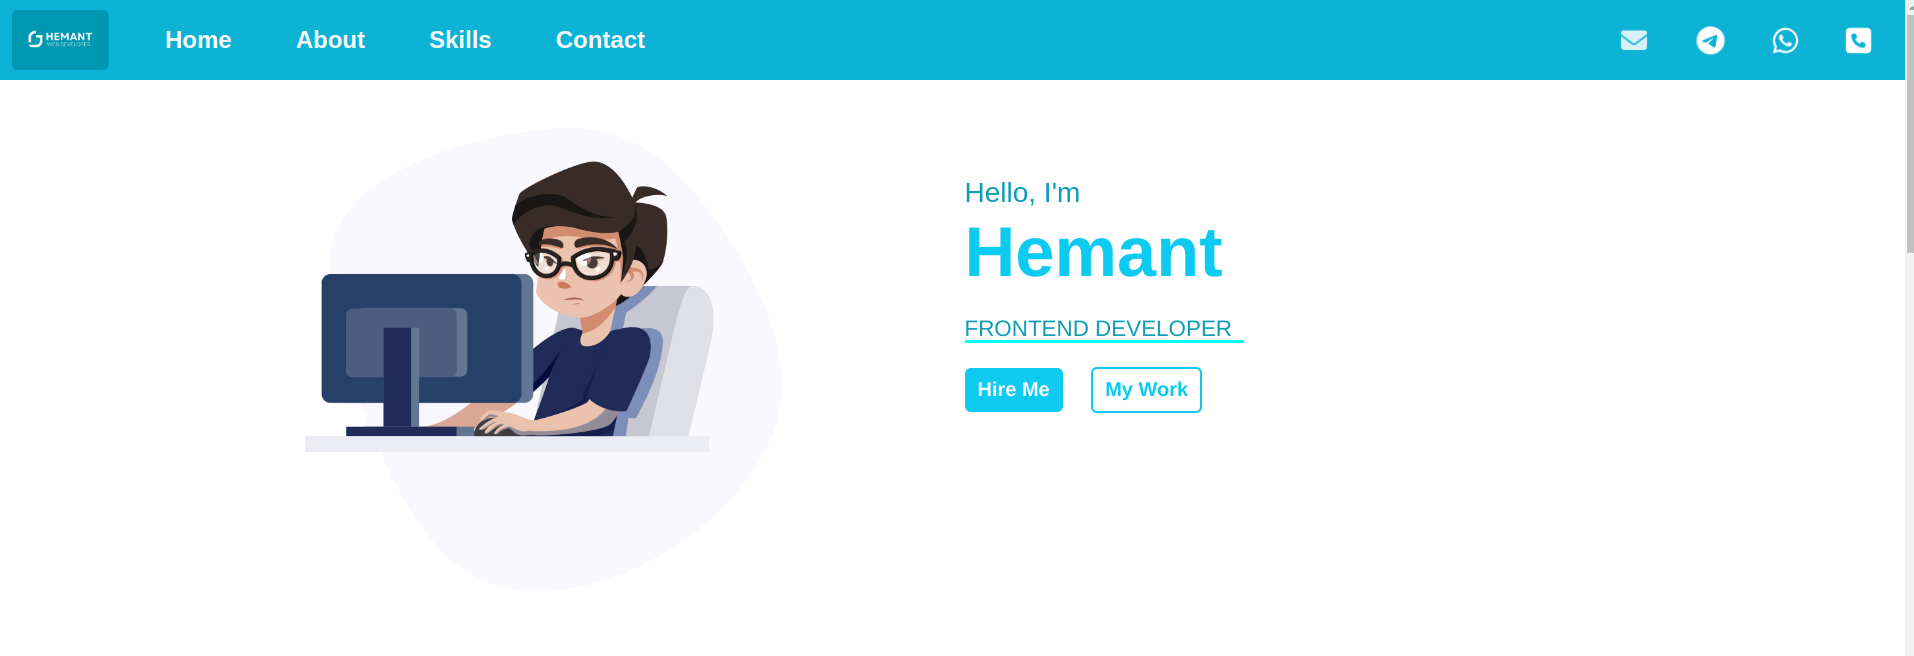 HEMANT
WEB DEVELOPER
Home
About
Skills
Contact
Hello, I'm
Hemant
FRONTEND DEVELOPER
Hire Me
My Work